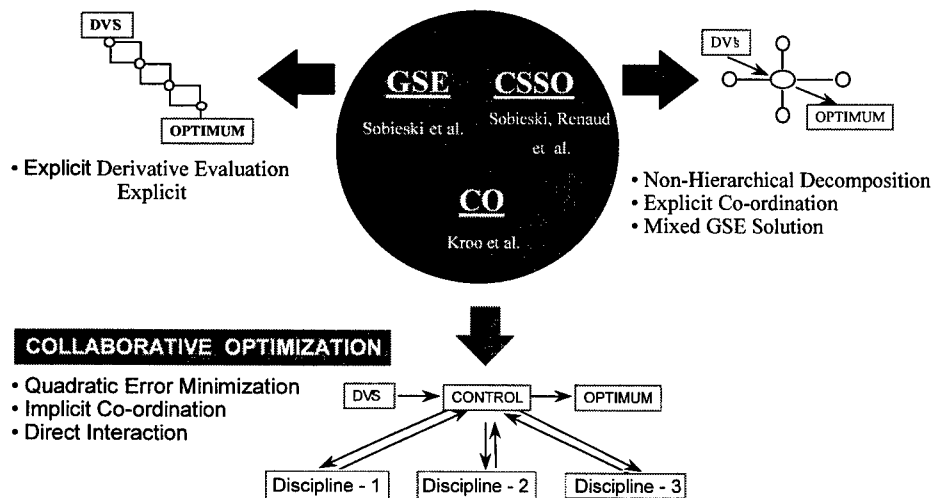 DVS
OPTIMUM
• Explicit Derivative Evaluation
Explicit
GSE
Sobieski et al.
CSSO
Sobieski, Renaud
et al.
CO
Kroo et al.
DV's
OPTIMUM
• Non-Hierarchical Decomposition
• Explicit Co-ordination
• Mixed GSE Solution
COLLABORATIVE OPTIMIZATION
• Quadratic Error Minimization
• Implicit Co-ordination
• Direct Interaction
DVS
CONTROL
OPTIMUM
Discipline - 1
Discipline - 2
Discipline - 3